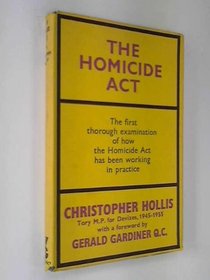 THE
HOMICIDE
ACT
The first
thorough examination of
how the Homicide Act
has been working
in practice
CHRISTOPHER HOLLIS
Tory M.P. for Devizes, 1945-1955
with a foreword by
GERALD GARDINER Q.C.